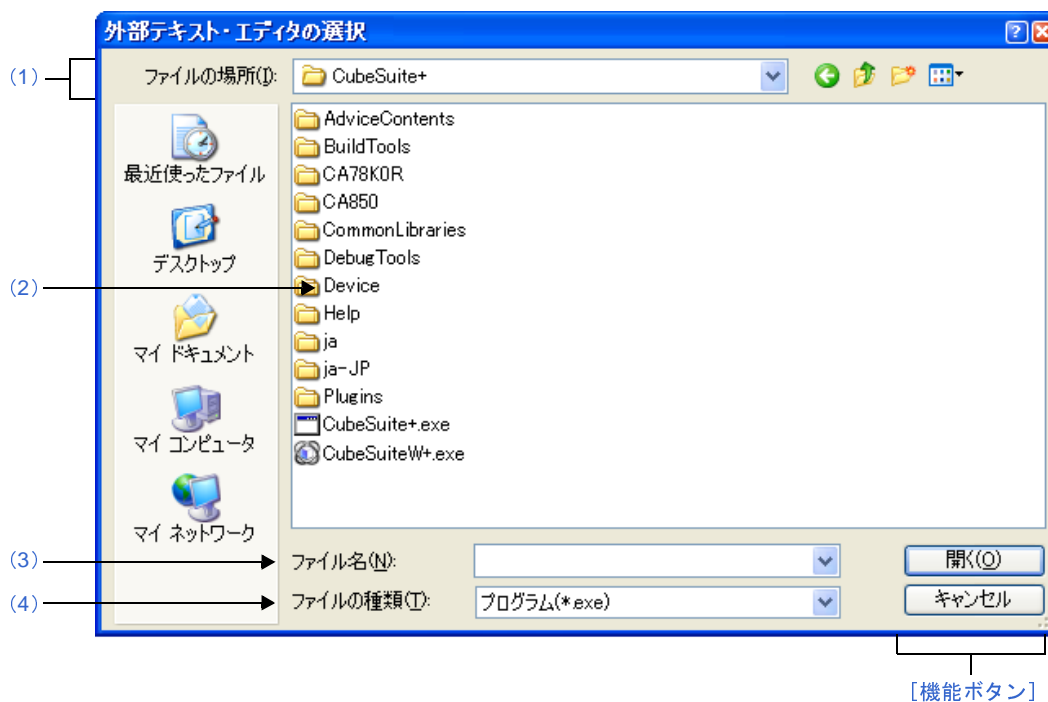 外部テキスト・エディタの選択
(1)
ファイルの場所(I):
CubeSuite+
最近使ったファイル
デスクトップ
マイ ドキュメント
マイ コンピュータ
マイ ネットワーク
AdviceContents
BuildTools
CA78K0R
CA850
CommonLibraries
DebugTools
(2)
Device
Help
ja
ja-JP
Plugins
CubeSuite+.exe
CubeSuiteW+.exe
(3)
ファイル名(N):
開く(O)
(4)
ファイルの種類(T):
プログラム(*.exe)
キャンセル
[機能ボタン]